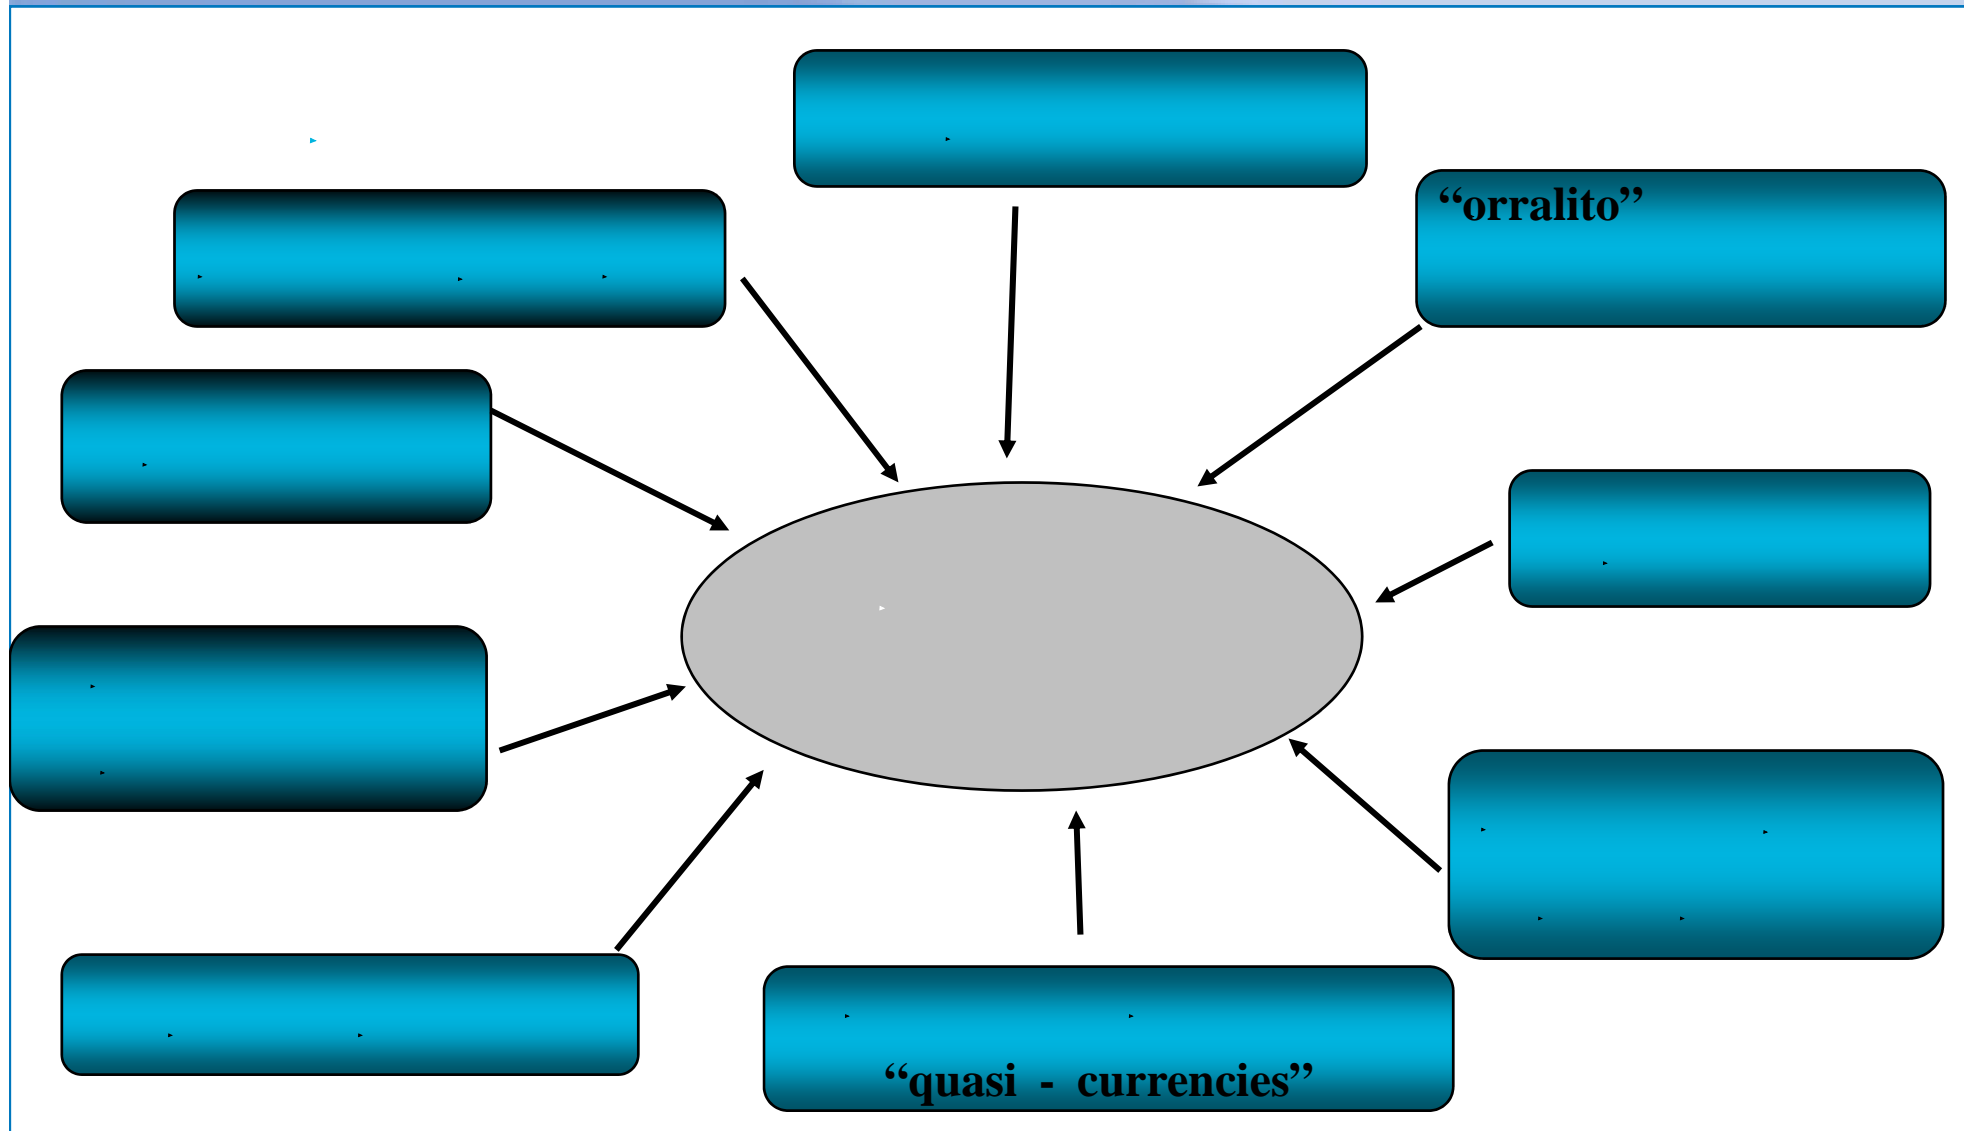 “orralito”
“quasi - currencies”